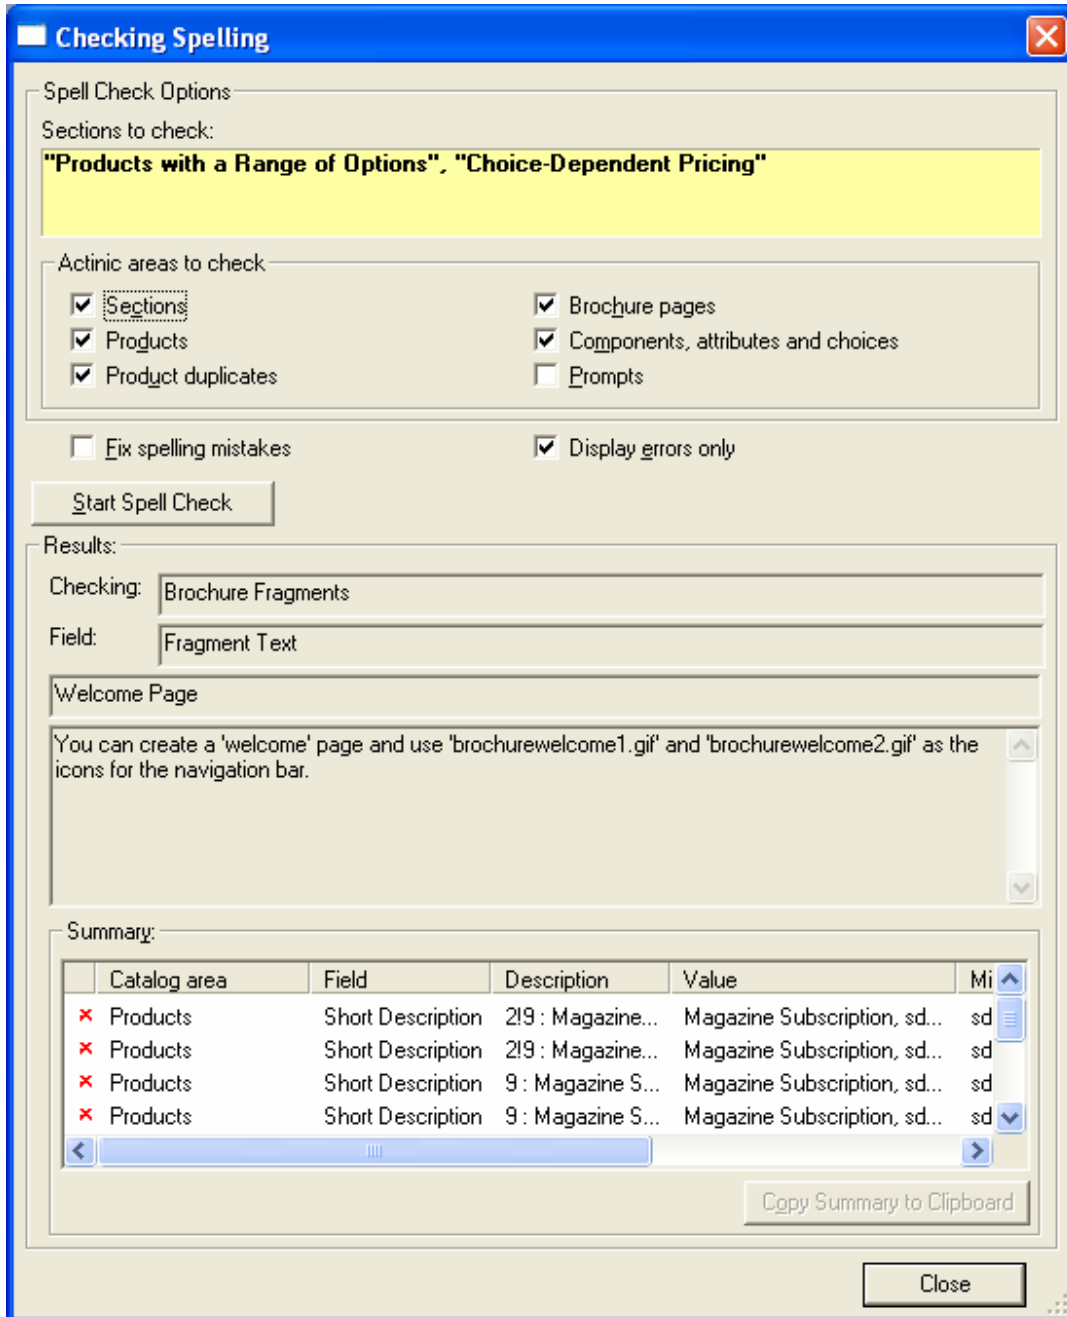 Checking Spelling
Spell Check Options
Sections to check:
"Products with a Range of Options", "Choice-Dependent Pricing"
Actinic areas to check
Sections
Brochure pages
Products
Components, attributes and choices
Product duplicates
Prompts
Fix spelling mistakes
Display errors only
Start Spell Check
Results:
Checking: Brochure Fragments
Field: Fragment Text
Welcome Page
You can create a 'welcome' page and use 'brochurewelcome1.gif' and 'brochurewelcome2.gif' as the
icons for the navigation bar.
Summary:
Catalog area Field Description Value Mi
Products Short Description 2!9 : Magazine... Magazine Subscription, sd... sd
Products Short Description 2!9 : Magazine... Magazine Subscription, sd... sd
Products Short Description 9 : Magazine S... Magazine Subscription, sd... sd
Products Short Description 9 : Magazine S... Magazine Subscription, sd... sd
Copy Summary to Clipboard
Close